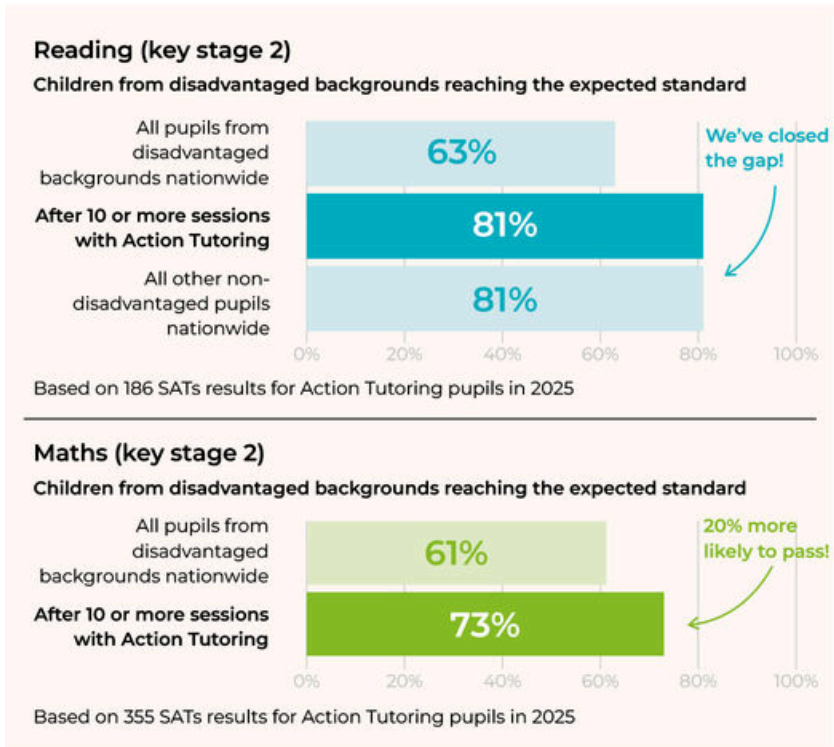 Reading (key stage 2)
Children from disadvantaged backgrounds reaching the expected standard
All pupils from
disadvantaged
backgrounds nationwide
63%
We've closed
the gap!
After 10 or more sessions
with Action Tutoring
81%
All other non-
disadvantaged pupils
nationwide
81%
0% 20% 40% 60% 80% 100%
Based on 186 SATs results for Action Tutoring pupils in 2025
Maths (key stage 2)
Children from disadvantaged backgrounds reaching the expected standard
All pupils from
disadvantaged
backgrounds nationwide
61%
20% more
likely to pass!
After 10 or more sessions
with Action Tutoring
73%
0% 20% 40% 60% 80% 100%
Based on 355 SATs results for Action Tutoring pupils in 2025